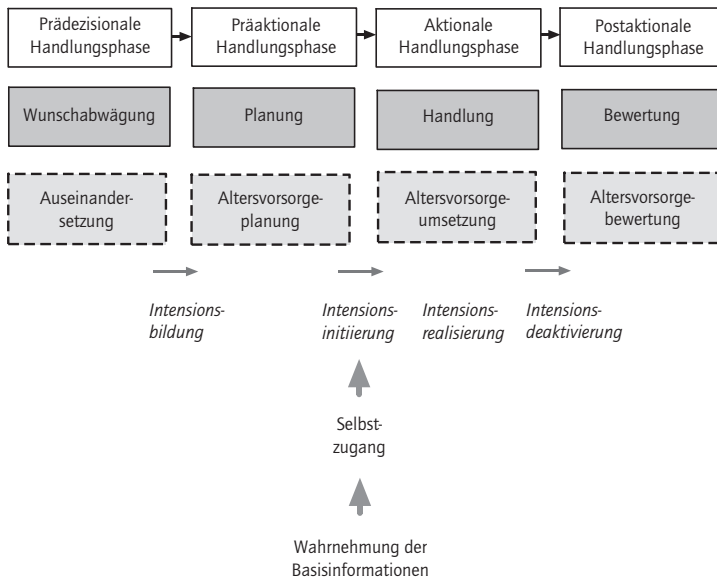 Prädezisionale
Handlungsphase
Präaktionale
Handlungsphase
Aktionale
Handlungsphase
Postaktionale
Handlungsphase
Wunschabwägung
Planung
Handlung
Bewertung
Auseinander-
setzung
Altersvorsorge-
planung
Altersvorsorge-
umsetzung
Altersvorsorge-
bewertung
Intensions-
bildung
Intensions-
initiierung
Intensions-
realisierung
Intensions-
deaktivierung
Selbst-
zugang
Wahrnehmung der
Basisinformationen